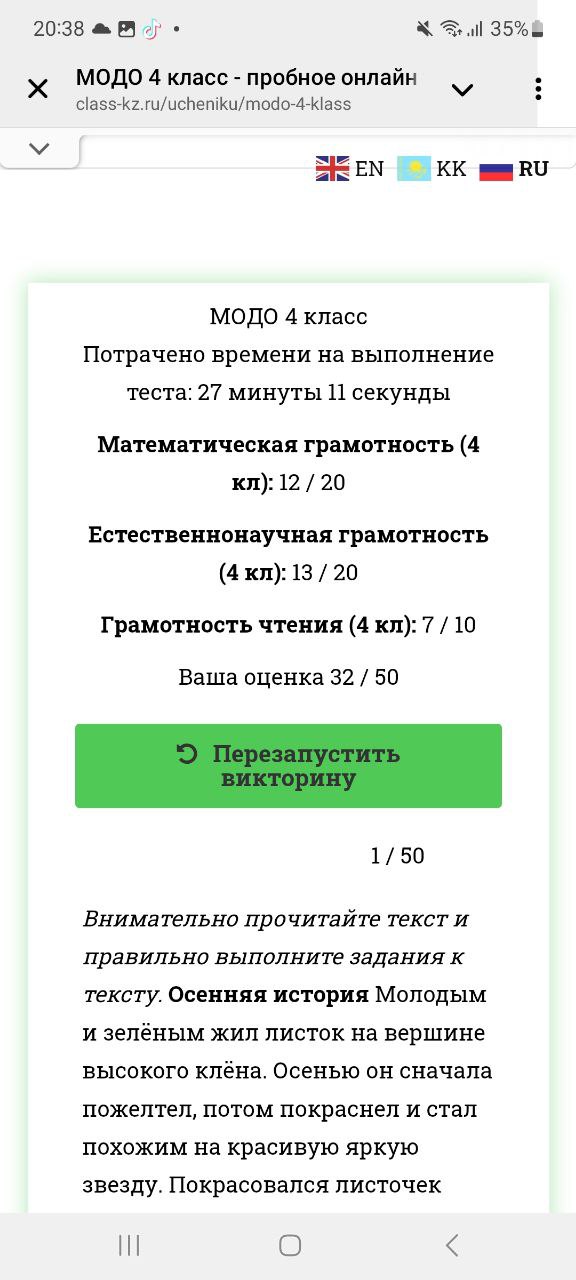 20:38 35%
МОДО 4 класс - пробное онлайн
class-kz.ru/ucheniku/modo-4-klass
EN KK RU
МОДО 4 класс
Потрачено времени на выполнение
теста: 27 минуты 11 секунды
Математическая грамотность (4
кл): 12 / 20
Естественнонаучная грамотность
(4 кл): 13 / 20
Грамотность чтения (4 кл): 7 / 10
Ваша оценка 32 / 50
Перезапустить
викторину
1 / 50
Внимательно прочитайте текст и
правильно выполните задания к
тексту. Осенняя история Молодым
и зелёным жил листок на вершине
высокого клёна. Осенью он сначала
пожелтел, потом покраснел и стал
похожим на красивую яркую
звезду. Покрасовался листочек